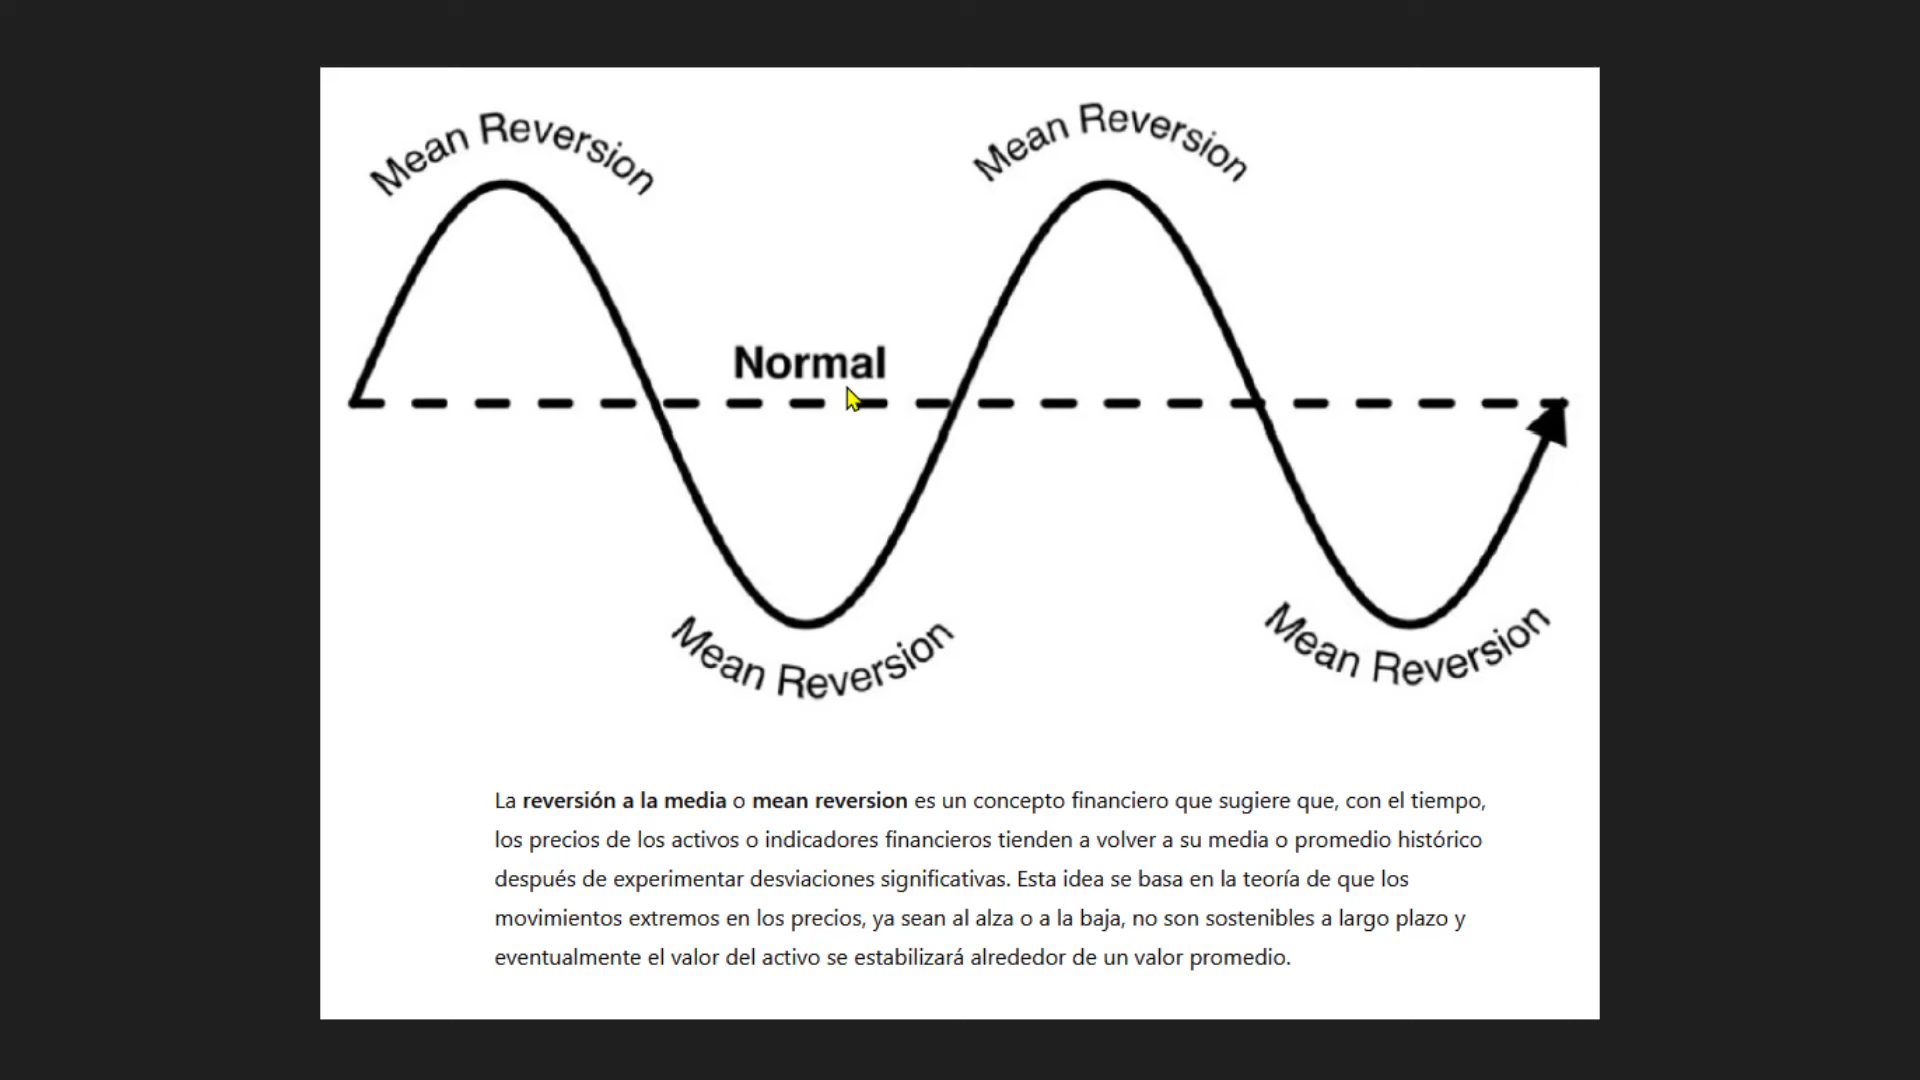 Mean Reversion
Mean Reversion
Normal
Mean Reversion
Mean Reversion
La reversión a la media o mean reversion es un concepto financiero que sugiere que, con el tiempo,
los precios de los activos o indicadores financieros tienden a volver a su media o promedio histórico
después de experimentar desviaciones significativas. Esta idea se basa en la teoría de que los
movimientos extremos en los precios, ya sean al alza o a la baja, no son sostenibles a largo plazo y
eventualmente el valor del activo se estabilizará alrededor de un valor promedio.